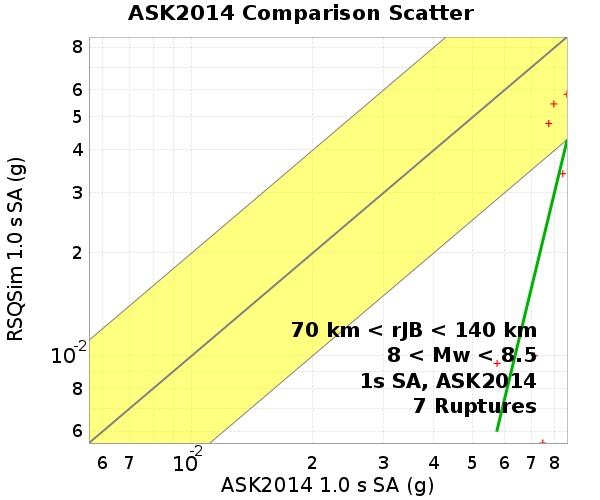 ASK2014 Comparison Scatter
RSQSim 1.0 s SA (g)
8
6
5
4
3
2
10-2
8
6
70 km < rJB < 140 km
8 < Mw < 8.5
1s SA, ASK2014
7 Ruptures
6 7 10-2 2 3 4 5 6 7 8
ASK2014 1.0 s SA (g)